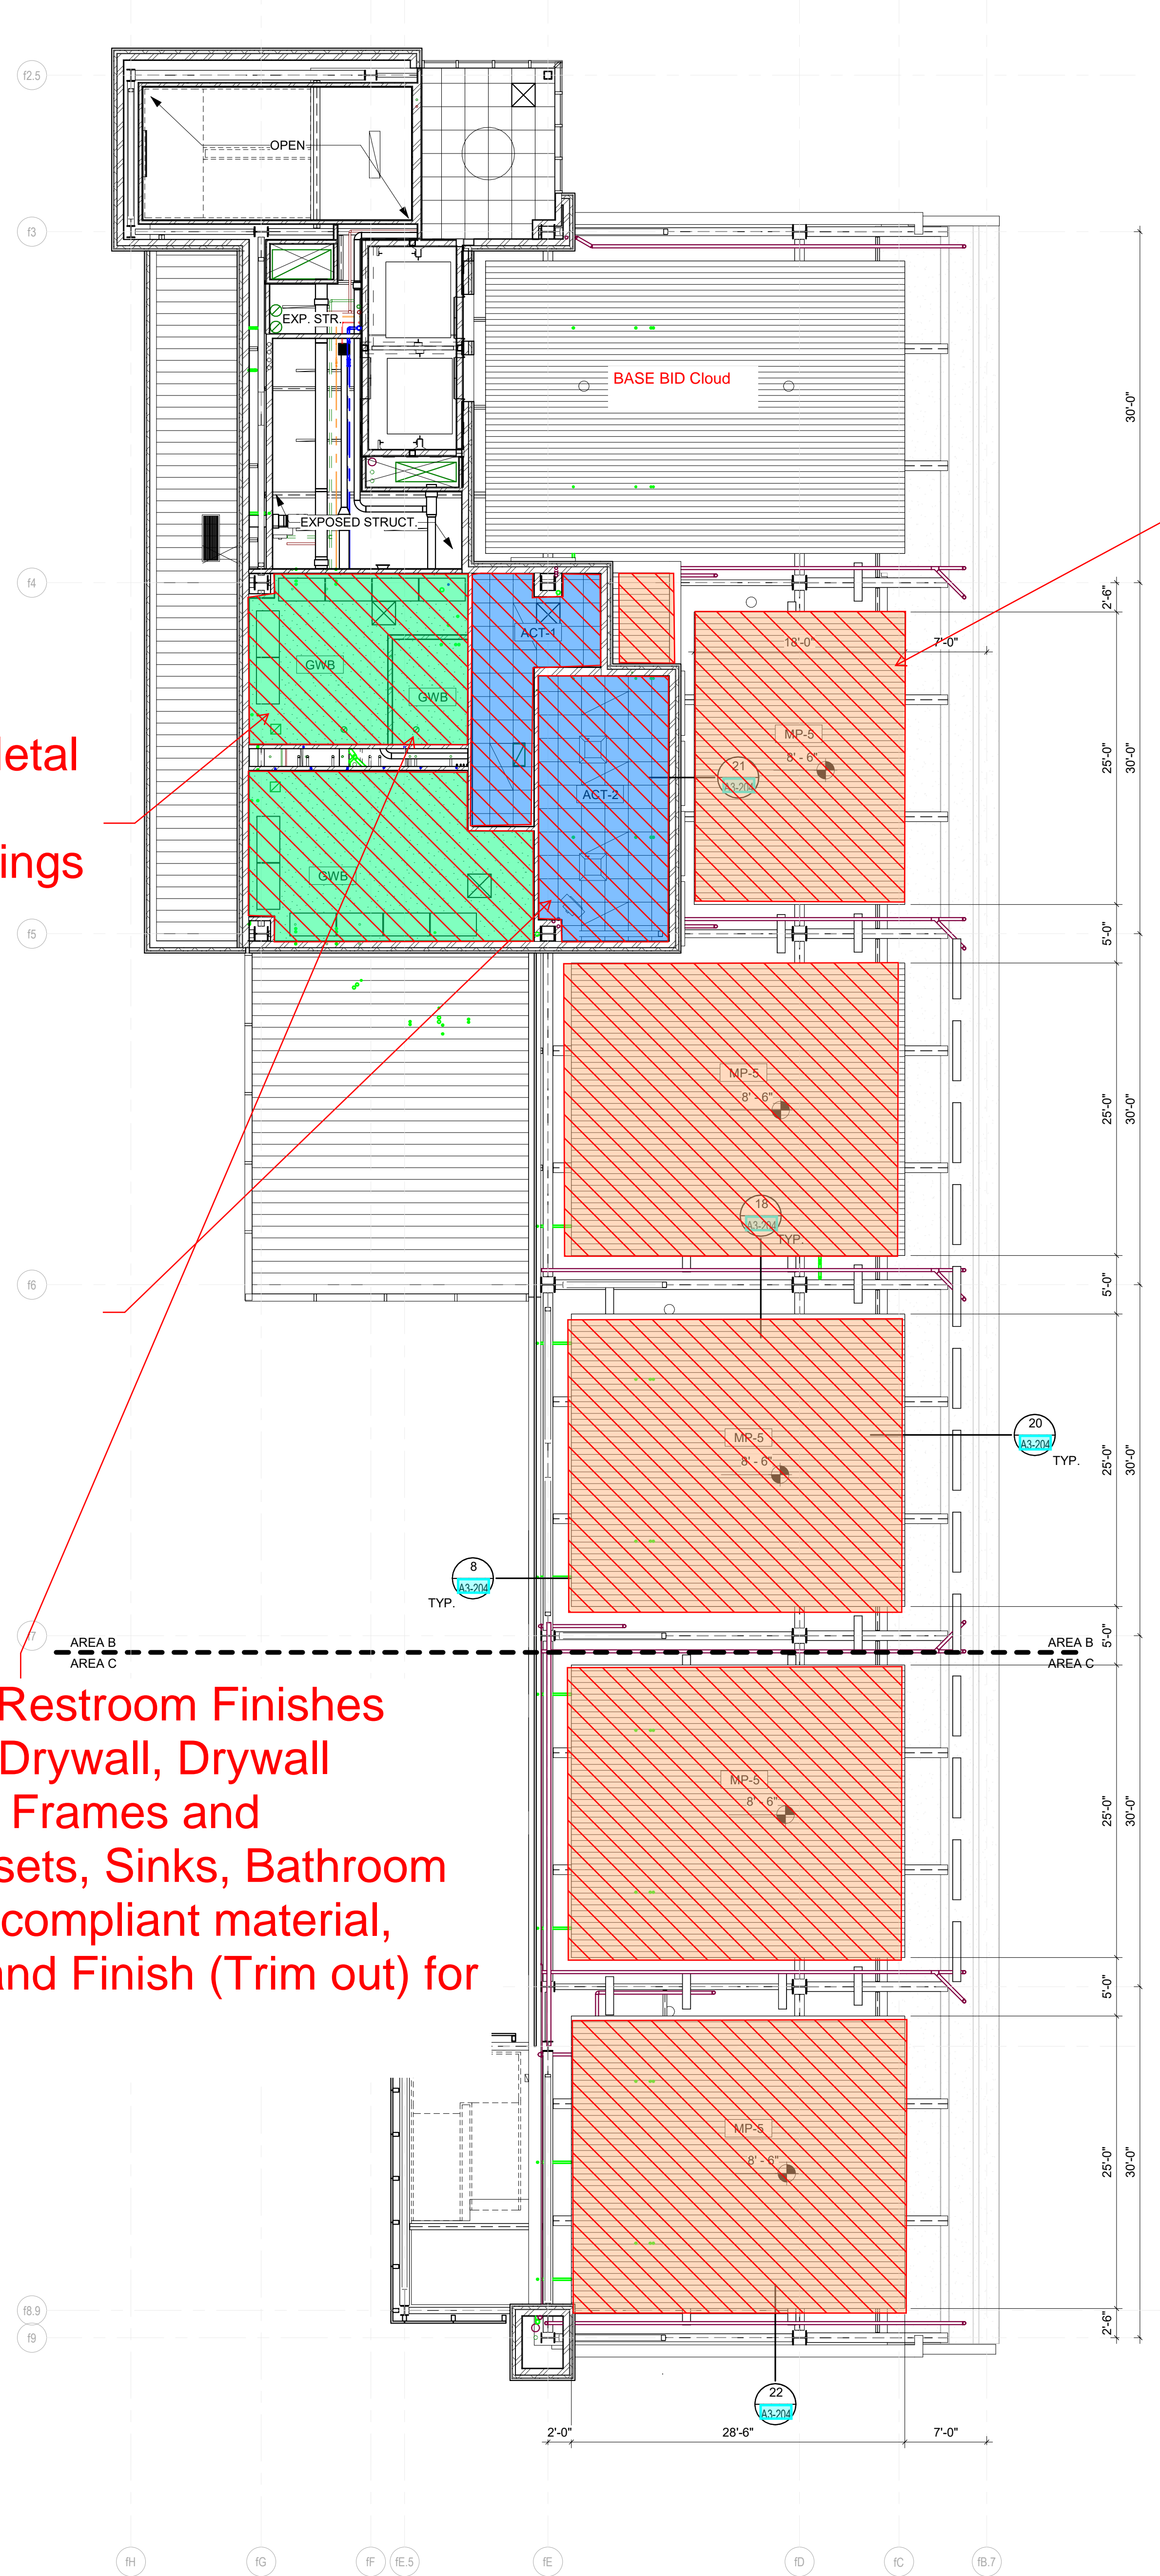 f2.5
OPEN
f3
EXP. STR.
BASE BID Cloud
30'-0"
EXPOSED STRUCT.
f4
2'-6"
ACT-1
18'-0"
7'-0"
GWB
GWB
MP-5
8' - 6"
25'-0"
30'-0"
etal
21
A3-204
ACT-2
ings
GWB
f5
5'-0"
MP-5
8' - 6"
25'-0"
30'-0"
18
A3-204
TYP.
f6
5'-0"
20
A3-204
TYP.
MP-5
8' - 6"
25'-0"
30'-0"
8
A3-204
TYP.
f7
AREA B
AREA C
AREA B
AREA C
5'-0"
Restroom Finishes
Drywall, Drywall
Frames and
sets, Sinks, Bathroom
compliant material,
and Finish (Trim out) for
MP-5
8' - 6"
25'-0"
30'-0"
5'-0"
MP-5
8' - 6"
25'-0"
30'-0"
f8.9
f9
2'-6"
22
A3-204
2'-0"
28'-6"
7'-0"
fH
fG
fF
fE.5
fE
fD
fC
fB.7